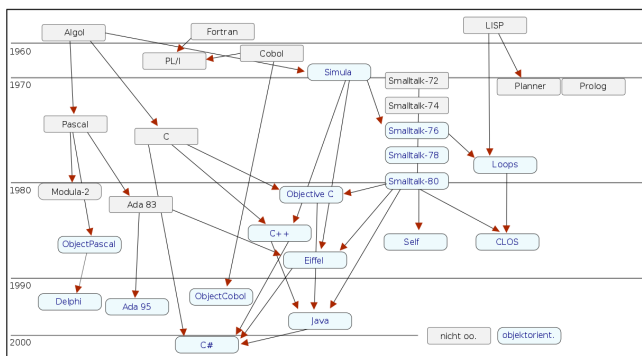 Algol
Fortran
LISP
1960
PL/I
Cobol
Simula
1970
Smalltalk-72
Planner
Prolog
Smalltalk-74
Pascal
C
Smalltalk-76
Smalltalk-78
Loops
1980
Modula-2
Ada 83
Objective C
Smalltalk-80
ObjectPascal
C++
Self
CLOS
Eiffel
1990
Delphi
Ada 95
ObjectCobol
Java
2000
C#
nicht oo.
objektorient.